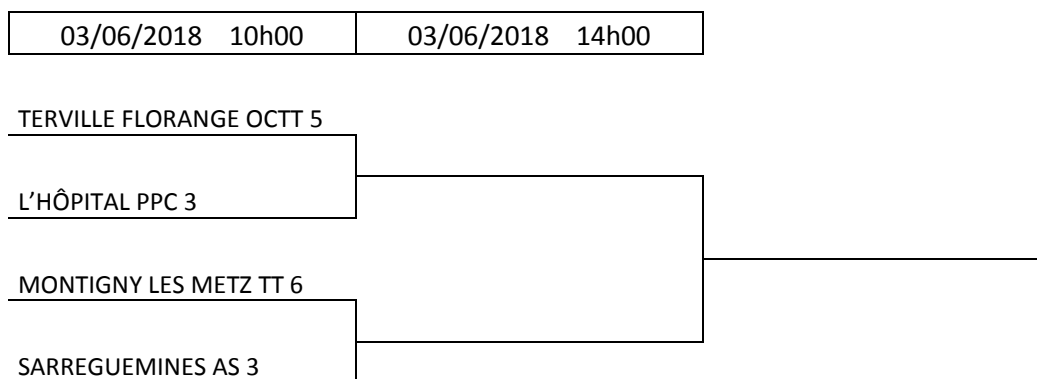 03/06/2018 10h00 03/06/2018 14h00
TERVILLE FLORANGE OCTT 5
L’HÔPITAL PPC 3
MONTIGNY LES METZ TT 6
SARREGUEMINES AS 3